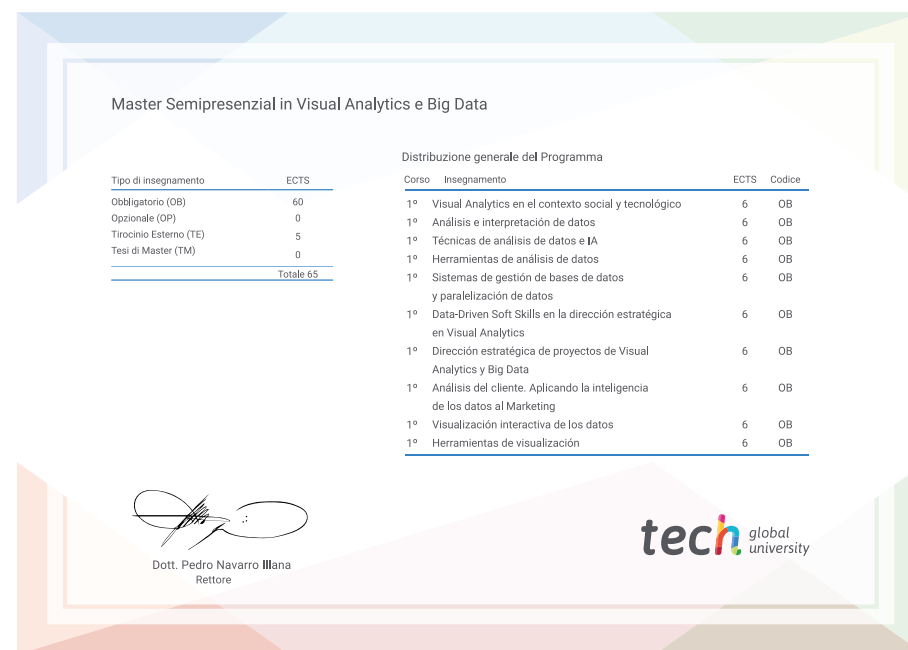 Master Semipresenzial in Visual Analytics e Big Data
Tipo di insegnamento ECTS
Obbligatorio (OB) 60
Opzionale (OP) 0
Tirocinio Esterno (TE) 5
Tesi di Master (TM) 0
Totale 65
Distribuzione generale del Programma
Corso Insegnamento ECTS Codice
1º Visual Analytics en el contexto social y tecnológico 6 OB
1º Análisis e interpretación de datos 6 OB
1º Técnicas de análisis de datos e IA 6 OB
1º Herramientas de análisis de datos 6 OB
1º Sistemas de gestión de bases de datos 6 OB
y paralelización de datos
1º Data-Driven Soft Skills en la dirección estratégica 6 OB
en Visual Analytics
1º Dirección estratégica de proyectos de Visual 6 OB
Analytics y Big Data
1º Análisis del cliente. Aplicando la inteligencia 6 OB
de los datos al Marketing
1º Visualización interactiva de los datos 6 OB
1º Herramientas de visualización 6 OB
Dott. Pedro Navarro Illana
Rettore
tech global
university